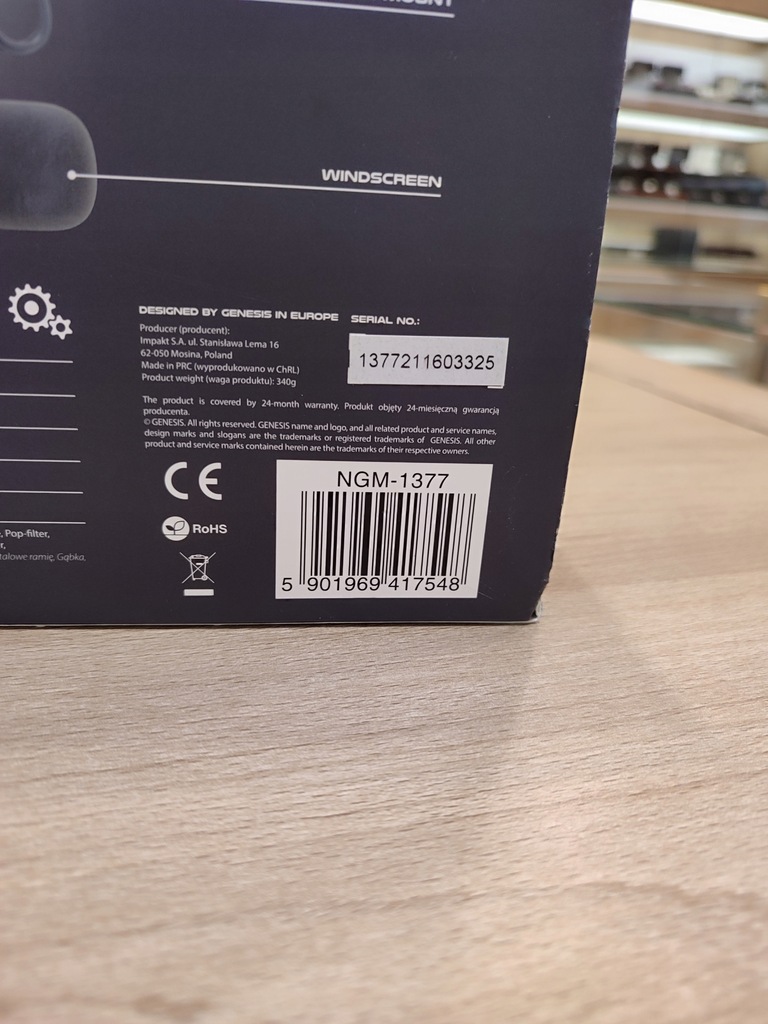 MOUNT
WINDSCREEN
DESIGNED BY GENESIS IN EUROPE
Producer (producent):
Impakt S.A. ul. Stanisława Lema 16
62-050 Mosina, Poland
Made in PRC (wyprodukowano w ChRL)
Product weight (waga produktu): 340g
SERIAL NO.:
1377211603325
The product is covered by 24-month warranty. Produkt objęty 24-miesięczną gwarancją
producenta.
© GENESIS. All rights reserved. GENESIS name and logo, and all related product and service names,
design marks and slogans are the trademarks or registered trademarks of GENESIS. All other
product and service marks contained herein are the trademarks of their respective owners.
CE
RoHS
NGM-1377
5 901969 417548
Pop-filter,
ramię, Gąbka,